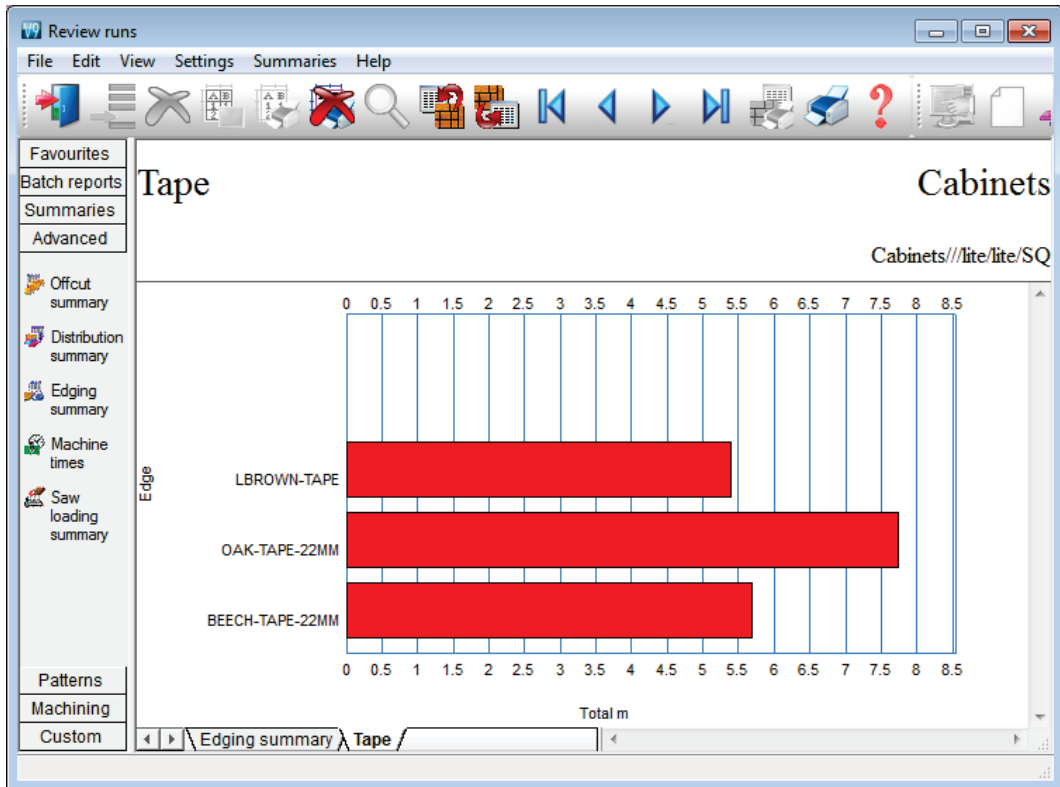 V9 Review runs
File Edit View Settings Summaries Help
Favourites
Batch reports
Summaries
Advanced
Offcut
summary
Distribution
summary
Edging
summary
Machine
times
Saw
loading
summary
Patterns
Machining
Custom
Tape Cabinets
Cabinets///lite/lite/SQ
0 0.5 1 1.5 2 2.5 3 3.5 4 4.5 5 5.5 6 6.5 7 7.5 8 8.5
Edge
LBROWN-TAPE
OAK-TAPE-22MM
BEECH-TAPE-22MM
0 0.5 1 1.5 2 2.5 3 3.5 4 4.5 5 5.5 6 6.5 7 7.5 8 8.5
Total m
Edging summary Tape